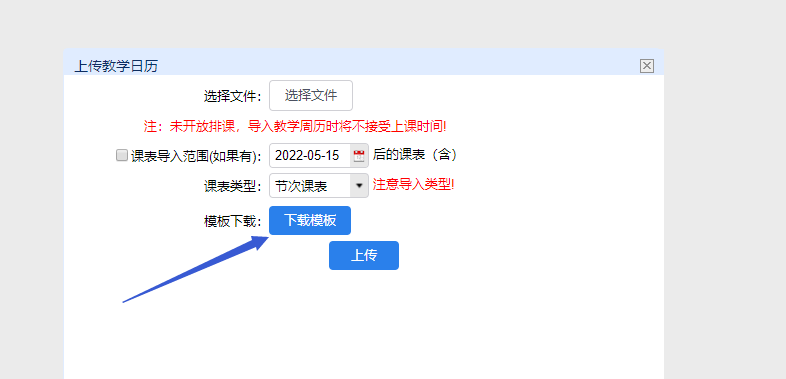 上传教学日历
选择文件: 选择文件
注：未开放排课，导入教学周历时将不接受上课时间!
课表导入范围(如果有): 2022-05-15 后的课表（含）
课表类型: 节次课表 注意导入类型!
模板下载: 下载模板
上传